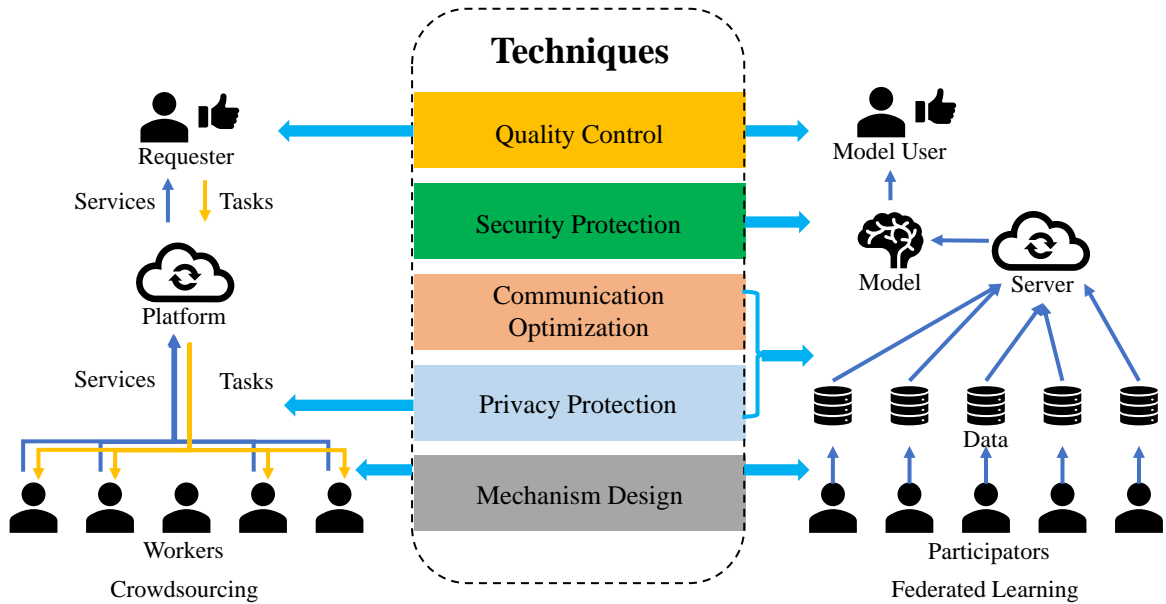 Techniques
Requester
Services
Tasks
Platform
Services
Tasks
Workers
Crowdsourcing
Quality Control
Security Protection
Communication
Optimization
Privacy Protection
Mechanism Design
Model User
Model
Server
Data
Participators
Federated Learning